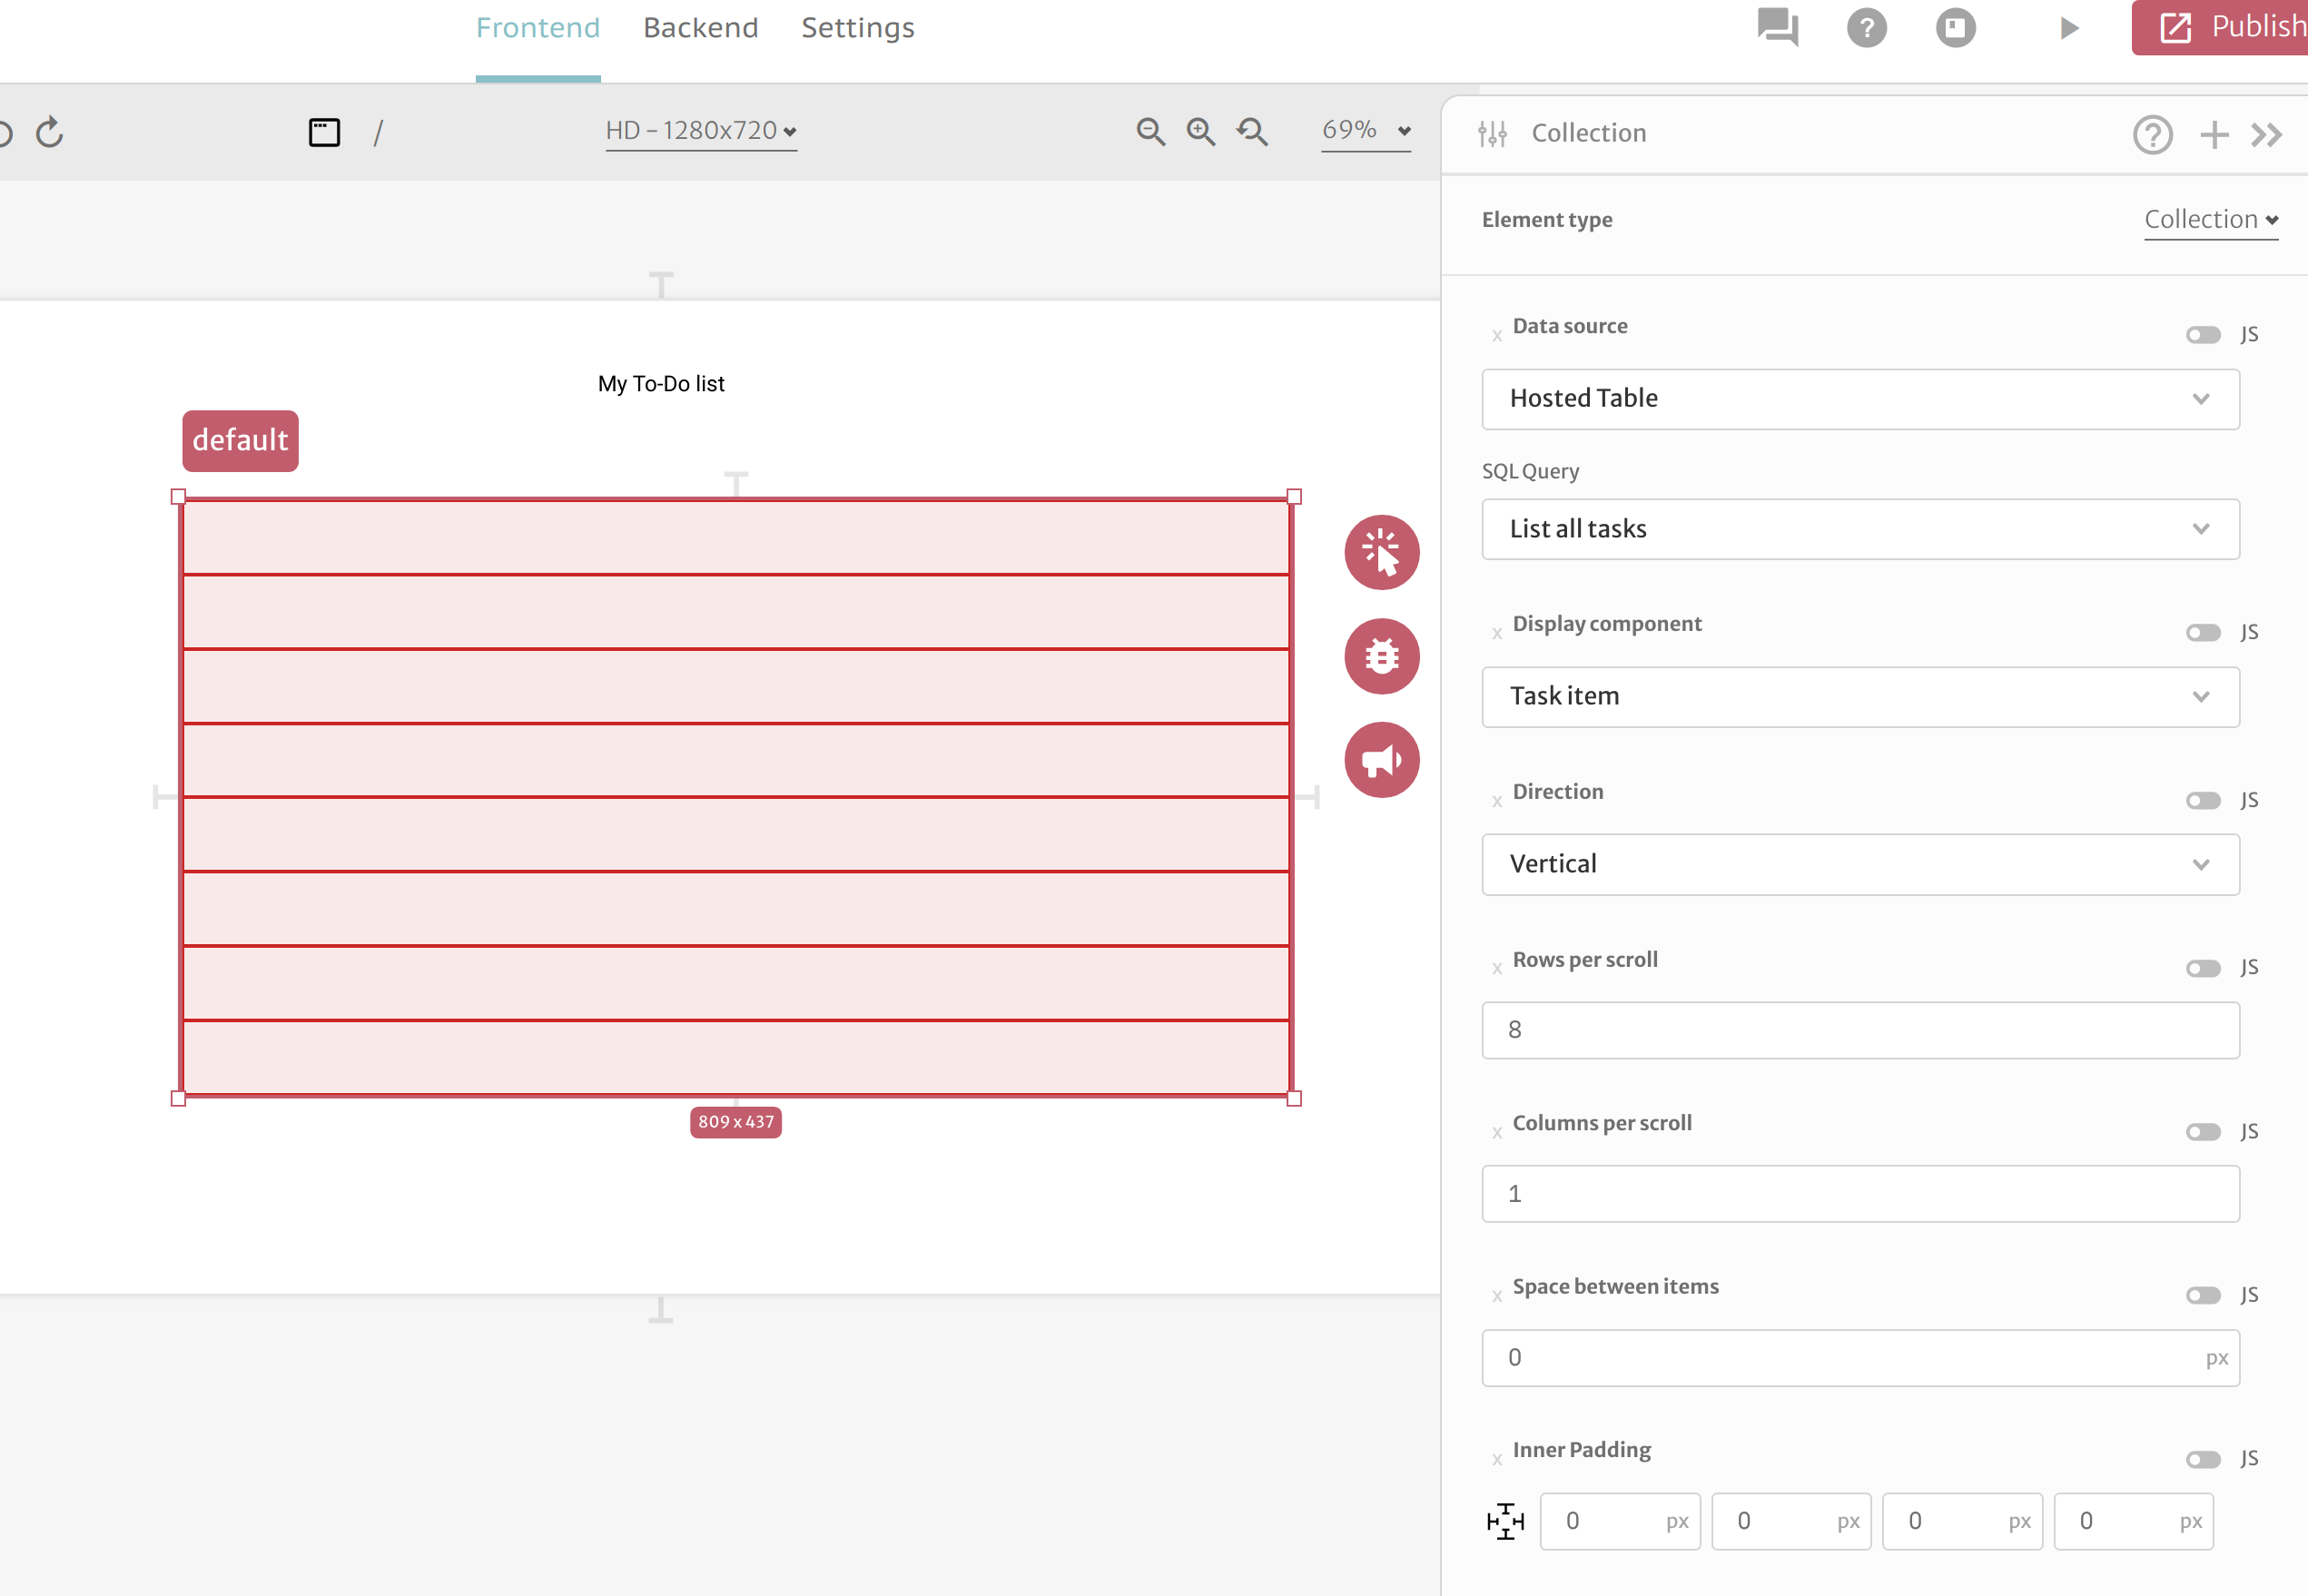 Frontend Backend Settings
Publish
HD - 1280x720
69%
My To-Do list
default
809 x 437
Collection
Element type
Collection
x Data source JS
Hosted Table
SQL Query
List all tasks
x Display component JS
Task item
x Direction JS
Vertical
x Rows per scroll JS
8
x Columns per scroll JS
1
x Space between items JS
0 px
x Inner Padding JS
0 px 0 px 0 px 0 px